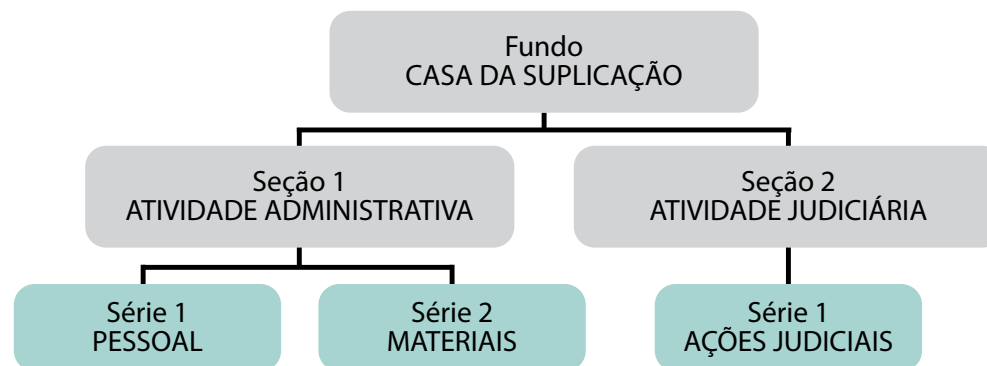 Fundo
CASA DA SUPLICAÇÃO
Seção 1
ATIVIDADE ADMINISTRATIVA
Seção 2
ATIVIDADE JUDICIÁRIA
Série 1
PESSOAL
Série 2
MATERIAIS
Série 1
AÇÕES JUDICIAIS